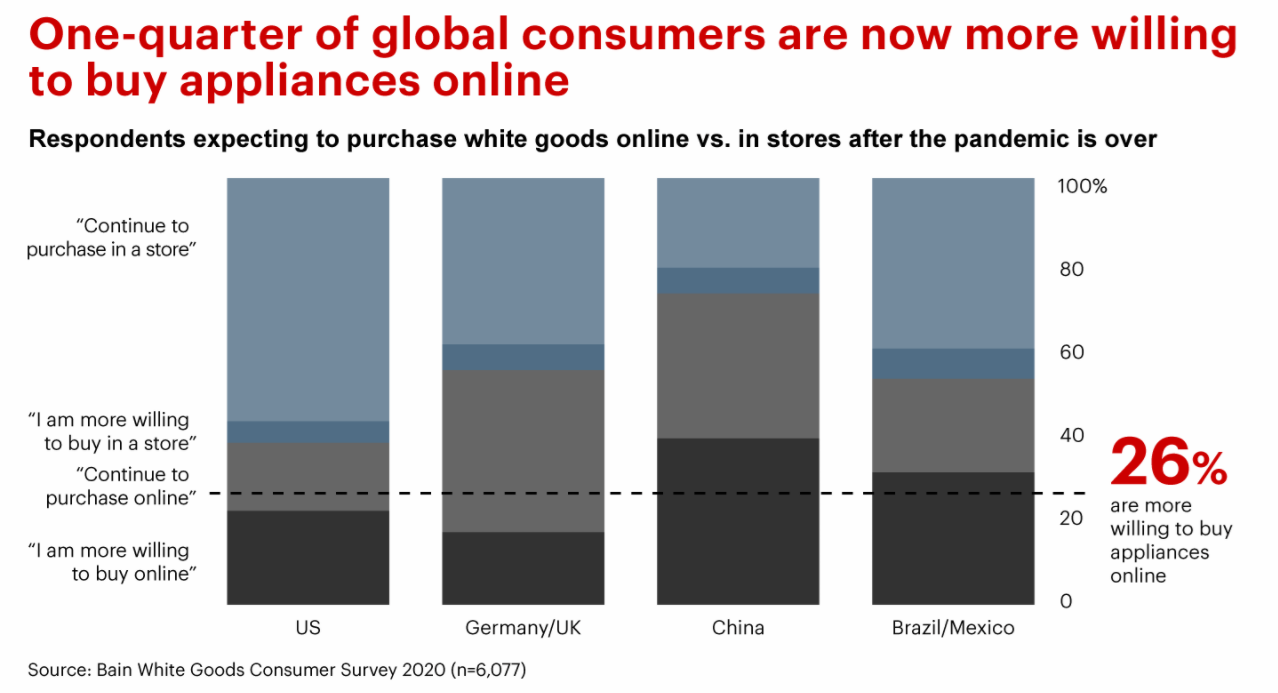 One-quarter of global consumers are now more willing
to buy appliances online
Respondents expecting to purchase white goods online vs. in stores after the pandemic is over
“Continue to
purchase in a store”
“I am more willing
to buy in a store”
“Continue to
purchase online”
“I am more willing
to buy online”
100%
80
60
40
20
0
26%
are more
willing to buy
appliances
online
US
Germany/UK
China
Brazil/Mexico
Source: Bain White Goods Consumer Survey 2020 (n=6,077)